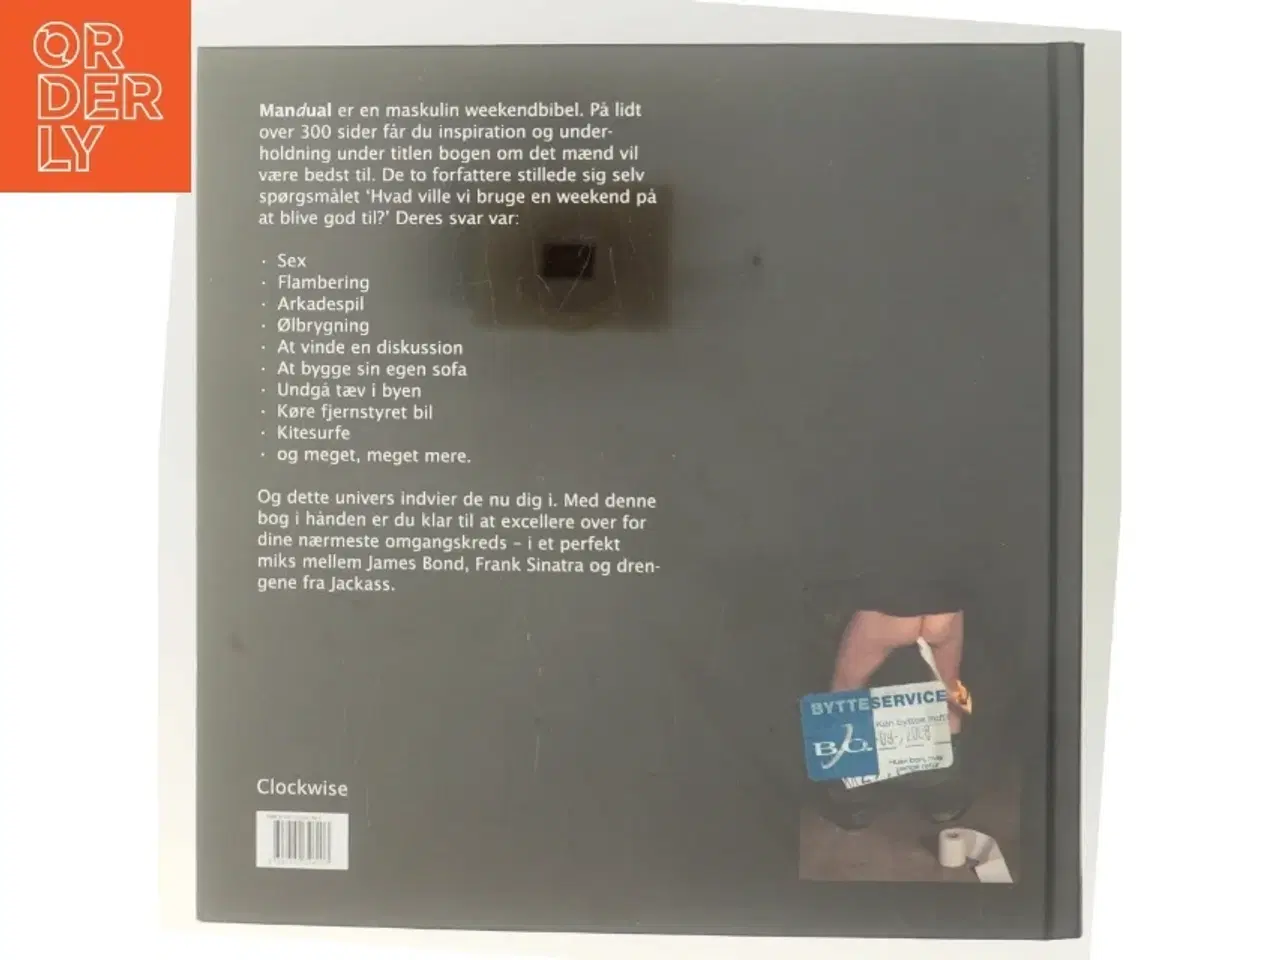 ORDERLY
Mandual er en maskulin weekendbibel. På lidt
over 300 sider får du inspiration og under-
holdning under titlen bogen om det mænd vil
være bedst til. De to forfattere stillede sig selv
spørgsmålet ‘Hvad ville vi bruge en weekend på
at blive god til?’ Deres svar var:
· Sex
· Flambering
· Arkadespil
· Ølbrygning
· At vinde en diskussion
· At bygge sin egen sofa
· Undgå tæv i byen
· Køre fjernstyret bil
· Kitesurfe
· og meget, meget mere.
Og dette univers indvier de nu dig i. Med denne
bog i hånden er du klar til at excellere over for
dine nærmeste omgangskreds – i et perfekt
miks mellem James Bond, Frank Sinatra og dren-
gene fra Jackass.
BYTTESERVICE
Kan byttes
Clockwise